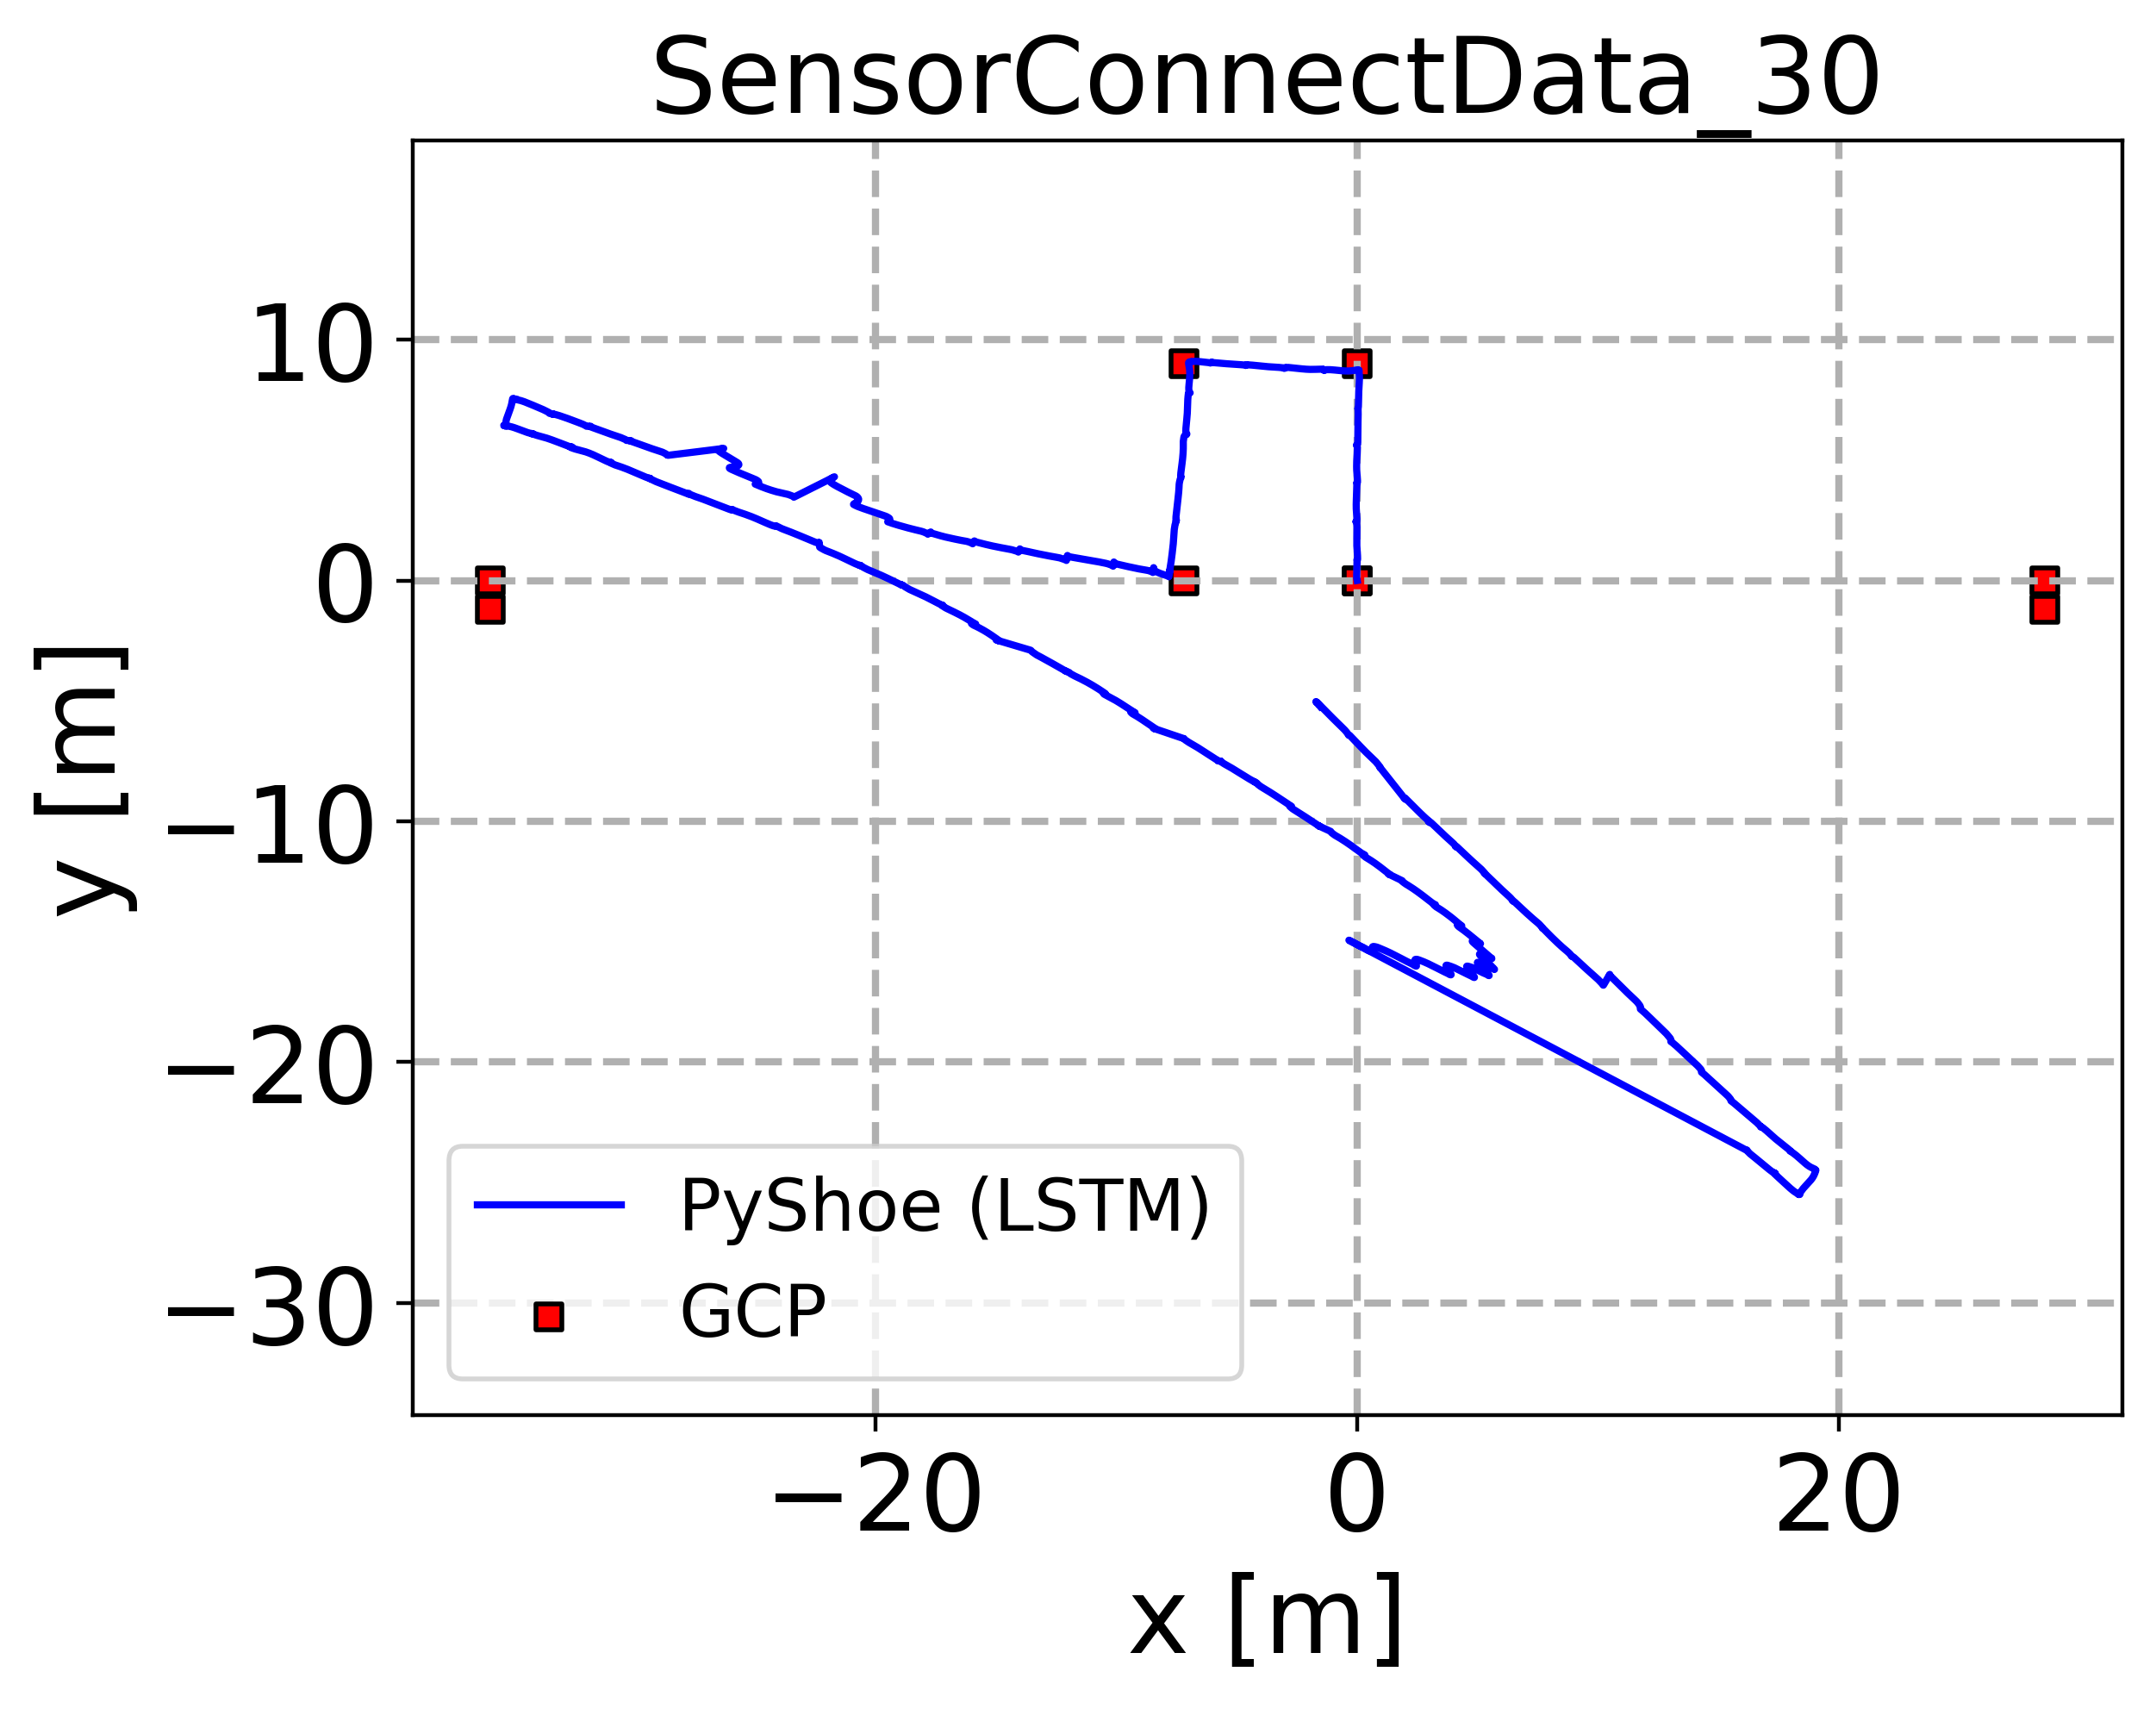 SensorConnectData_30
y [m]
10
0
−10
−20
−30
PyShoe (LSTM)
GCP
−20 0 20
x [m]